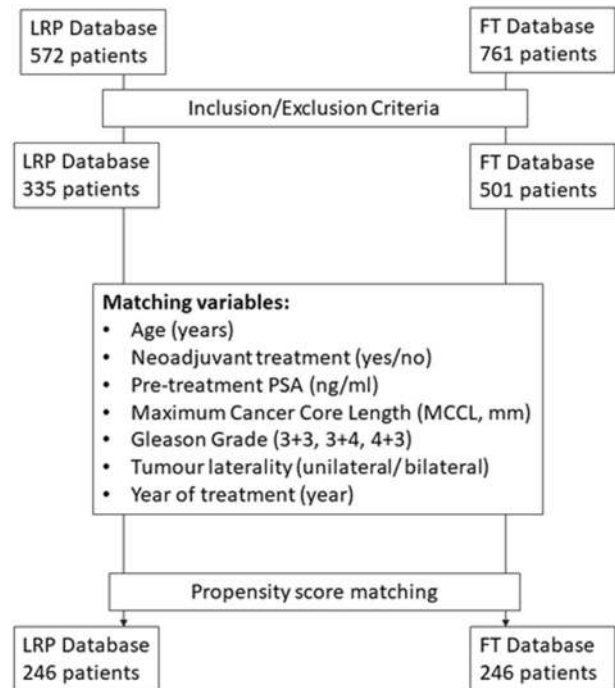 LRP Database
572 patients
FT Database
761 patients
Inclusion/Exclusion Criteria
LRP Database
335 patients
FT Database
501 patients
Matching variables:
• Age (years)
• Neoadjuvant treatment (yes/no)
• Pre-treatment PSA (ng/ml)
• Maximum Cancer Core Length (MCCL, mm)
• Gleason Grade (3+3, 3+4, 4+3)
• Tumour laterality (unilateral/ bilateral)
• Year of treatment (year)
Propensity score matching
LRP Database
246 patients
FT Database
246 patients